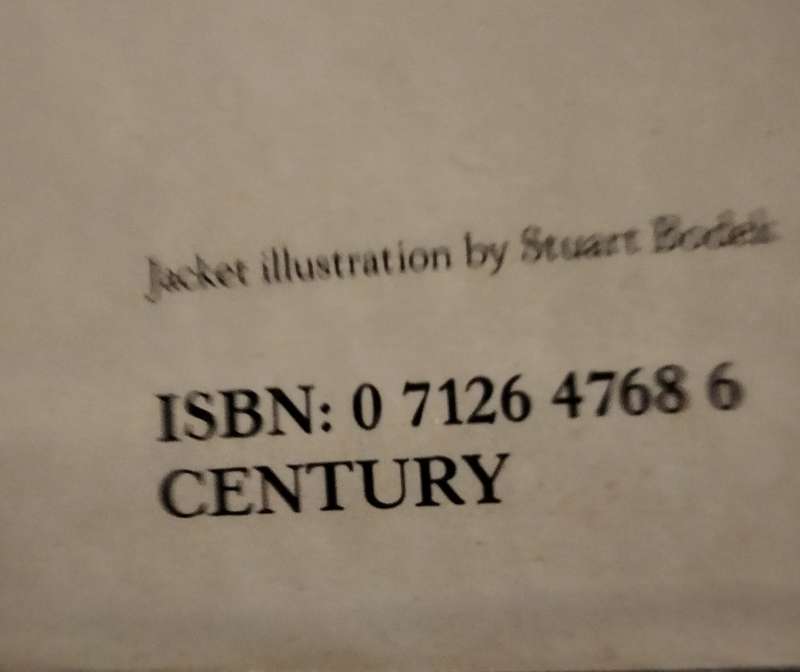 Jacket illustration by Stuart
ISBN: 0 7126 4768 6
CENTURY